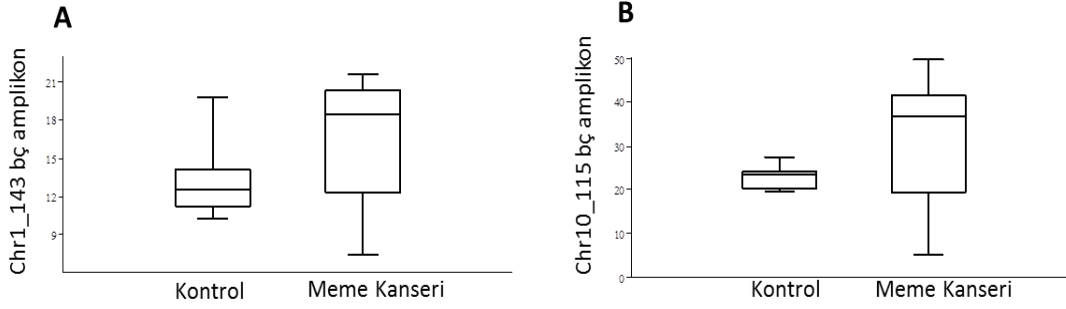 A
Chr1_143 bç amplikon
21
18
15
12
9
Kontrol
Meme Kanseri
B
Chr10_115 bç amplikon
50
40
30
20
10
0
Kontrol
Meme Kanseri